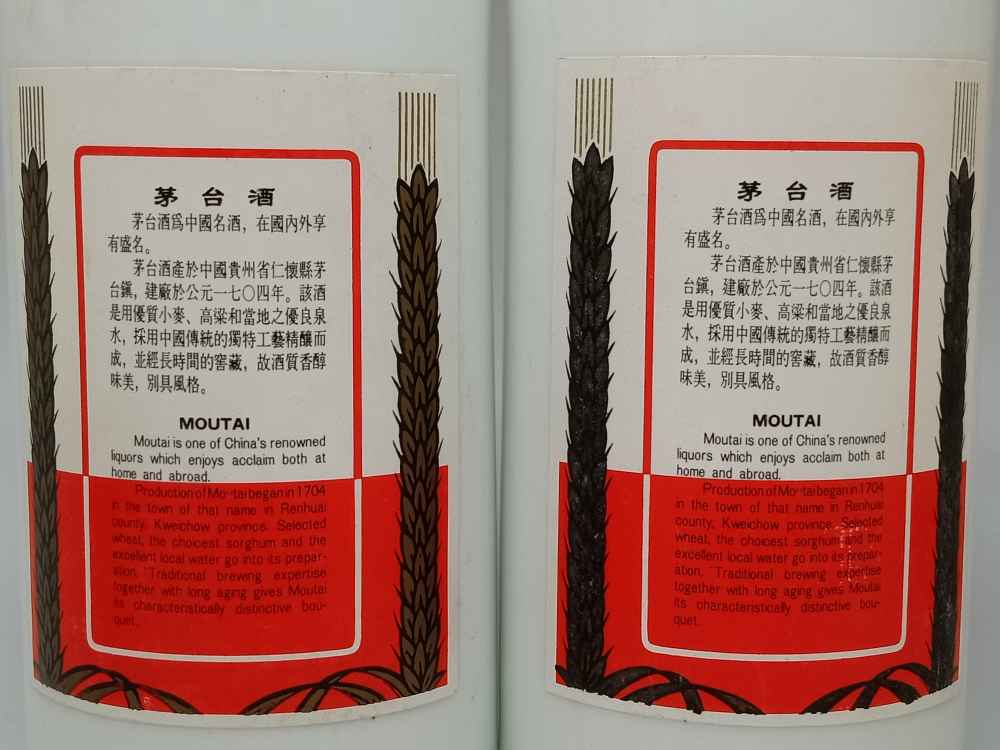 茅台酒
茅台酒爲中國名酒，在國內外享
有盛名。
茅台酒產於中國貴州省仁懷縣茅
台鎭，建廠於公元一七〇四年。該酒
是用優質小麥、高粱和當地之優良泉
水，採用中國傳統的獨特工藝精釀而
成，並經長時間的窖藏，故酒質香醇
味美，別具風格。
MOUTAI
Moutai is one of China's renowned
liquors which enjoys acclaim both at
home and abroad.
Production of Mo-tai began in 1704
in the town of that name in Renhuai
county, Kweichow province. Selected
wheat, the choicest sorghum and the
excellent local water go into its prepar-
ation. Traditional brewing expertise
together with long aging gives Moutai
its characteristically distinctive bou-
quet.
茅台酒
茅台酒爲中國名酒，在國內外享
有盛名。
茅台酒產於中國貴州省仁懷縣茅
台鎭，建廠於公元一七〇四年。該酒
是用優質小麥、高粱和當地之優良泉
水，採用中國傳統的獨特工藝精釀而
成，並經長時間的窖藏，故酒質香醇
味美，別具風格。
MOUTAI
Moutai is one of China's renowned
liquors which enjoys acclaim both at
home and abroad.
Production of Mo-tai began in 1704
in the town of that name in Renhuai
county, Kweichow province. Selected
wheat, the choicest sorghum and the
excellent local water go into its prepar-
ation. Traditional brewing expertise
together with long aging gives Moutai
its characteristically distinctive bou-
quet.